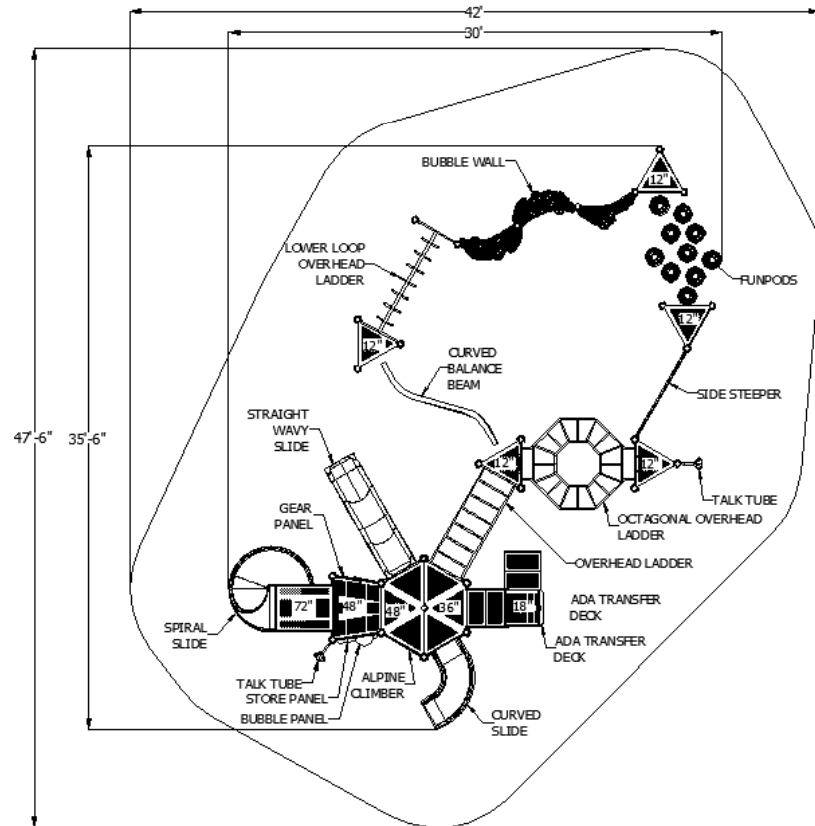 42'
30'
BUBBLE WALL
12"
LOWER LOOP
OVERHEAD
LADDER
FUNPODS
12"
12"
CURVED
BALANCE
BEAM
SIDE STEEPER
STRAIGHT
WAVY
SLIDE
47'-6"
35'-6"
12"
12"
TALK TUBE
GEAR
PANEL
OCTAGONAL OVERHEAD
LADDER
OVERHEAD LADDER
72"
48"
48"
36"
18"
ADA TRANSFER
DECK
SPIRAL
SLIDE
ADA TRANSFER
DECK
TALK TUBE
STORE PANEL
BUBBLE PANEL
ALPINE
CLIMBER
CURVED
SLIDE